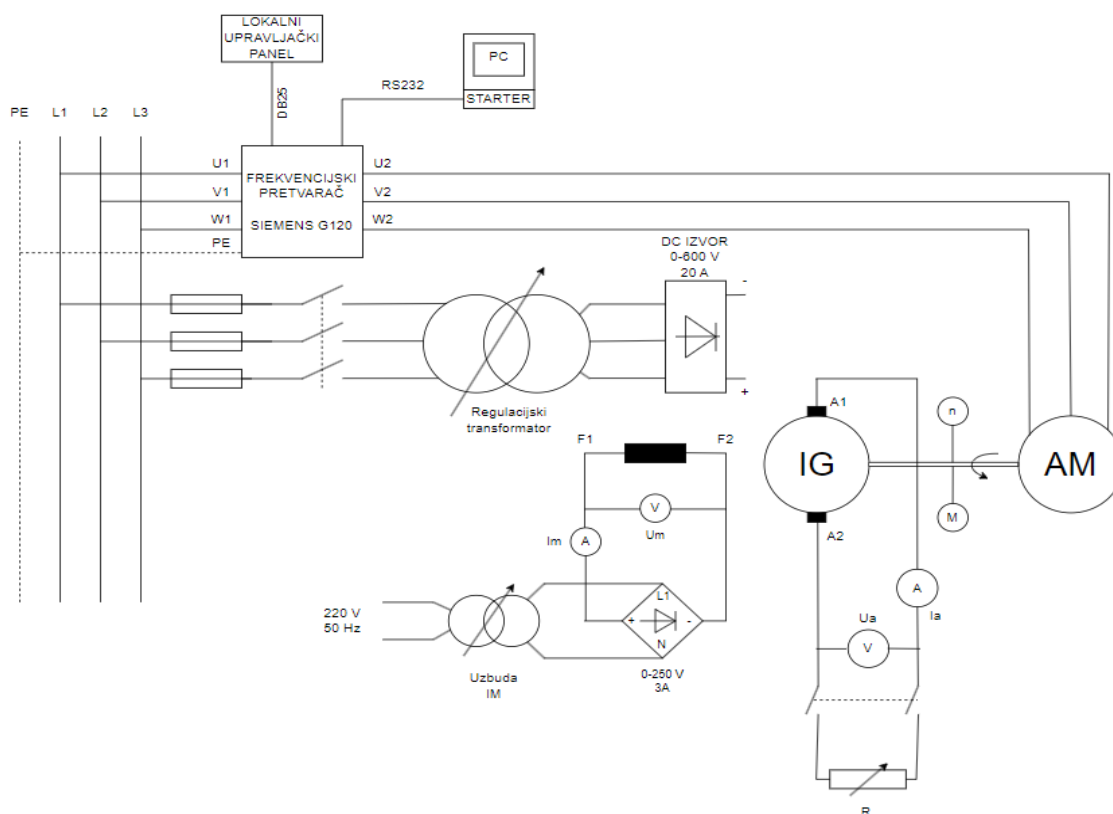 LOKALNI
UPRAVLJAČKI
PANEL
PC
STARTER
RS232
DB25
PE
L1
L2
L3
U1
V1
W1
PE
FREKVENCIJSKI
PRETVARAČ
SIEMENS G120
U2
V2
W2
DC IZVOR
0-600 V
20 A
-
+
Regulacijski
transformator
F1
F2
V
Um
Im
A
L1
+
-
N
220 V
50 Hz
Uzbuda
IM
0-250 V
3A
A1
IG
A2
n
M
AM
A
Ia
Ua
V
R